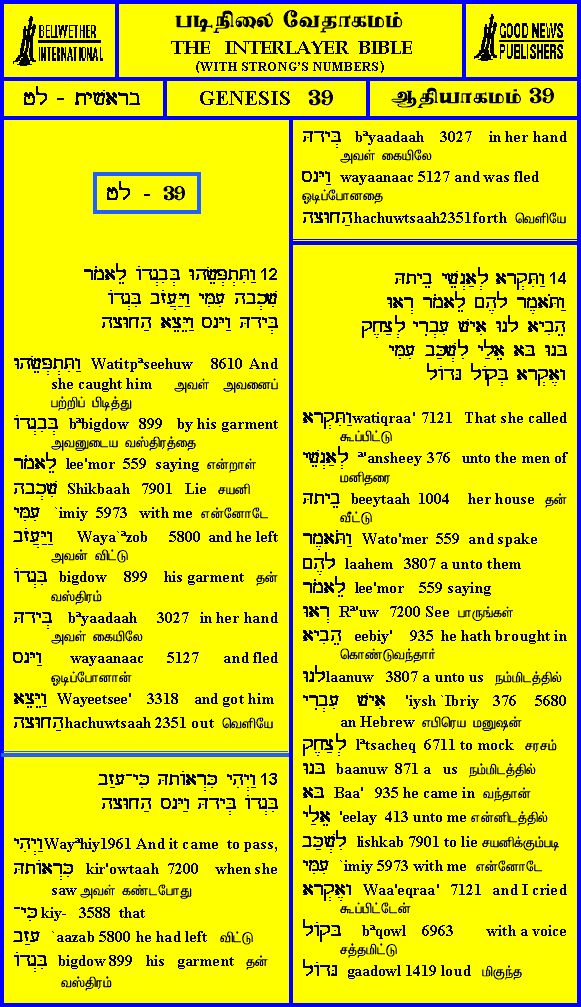 BELLWETHER
INTERNATIONAL
படிநிலை வேதாகமம்
THE INTERLAYER BIBLE
(WITH STRONG'S NUMBERS)
GOOD NEWS
PUBLISHERS
בראשית - לט
GENESIS 39
ஆதியாகமம் 39
לט - 39
12 וַתִּתְפְּשֵׂהוּ בְּבִגְדוֹ לֵאמֹר
שִׁכְבָה עִמִּי וַיַּעֲזֹב בִּגְדוֹ
בְּיָדָהּ וַיָּנָס וַיֵּצֵא הַחוּצָה
וַתִּתְפְּשֵׂהוּ Watitpªseehuw 8610 And
she caught him அவள் அவனைப்
பற்றிப் பிடித்து
בְּבִגְדוֹ bªbigdow 899 by his garment
அவனுடைய வஸ்திரத்தை
לֵאמֹר lee'mor 559 saying என்றாள்
שִׁכְבָה Shikbaah 7901 Lie சயனி
עִמִּי `imiy 5973 with me என்னோடே
וַיַּעֲזֹב Waya`ªzob 5800 and he left
அவன் விட்டு
בִּגְדוֹ bigdow 899 his garment தன்
வஸ்திரம்
בְּיָדָהּ bªyaadaah 3027 in her hand
அவள் கையிலே
וַיָּנָס wayaanaac 5127 and fled
ஓடிப்போனான்
וַיֵּצֵא Wayeetsee' 3318 and got him
הַחוּצָה hachuwtsaah 2351 out வெளியே
13 וַיְהִי כִּרְאוֹתָהּ כִּי־עָזַב
בִּגְדוֹ בְּיָדָהּ וַיָּנָס הַחוּצָה
וַיְהִי Wayªhiy1961 And it came to pass,
כִּרְאוֹתָהּ kir'owtaah 7200 when she
saw அவள் கண்டபோது
כִּי־ kiy- 3588 that
עָזַב `aazab 5800 he had left விட்டு
בִּגְדוֹ bigdow 899 his garment தன்
வஸ்திரம்
בְּיָדָהּ bªyaadaah 3027 in her hand
அவள் கையிலே
וַיָּנָס wayaanaac 5127 and was fled
ஓடிப்போனதை
הַחוּצָה hachuwtsaah2351forth வெளியே
14 וַתִּקְרָא לְאַנְשֵׁי בֵיתָהּ
וַתֹּאמֶר לָהֶם לֵאמֹר רְאוּ
הֵבִיא לָנוּ אִישׁ עִבְרִי לְצַחֶק
בָּנוּ בָּא אֵלַי לִשְׁכַּב עִמִּי
וָאֶקְרָא בְּקוֹל גָּדוֹל
וַתִּקְרָא watiqraa' 7121 That she called
கூப்பிட்டு
לְאַנְשֵׁי ª'ansheey 376 unto the men of
மனிதரை
בֵיתָהּ beeytaah 1004 her house தன்
வீட்டு
וַתֹּאמֶר Wato'mer 559 and spake
לָהֶם laahem 3807 a unto them
לֵאמֹר lee'mor 559 saying
רְאוּ Rª'uw 7200 See பாருங்கள்
הֵבִיא eebiy' 935 he hath brought in
கொண்டுவந்தார்
לָנוּ laanuw 3807 a unto us நம்மிடத்தில்
אִישׁ עִבְרִי 'iysh `Ibriy 376 5680
an Hebrew எபிரெய மனுஷன்
לְצַחֶק lªtsacheq 6711 to mock சரசம்
בָּנוּ baanuw 871 a us நம்மிடத்தில்
בָּא Baa' 935 he came in வந்தான்
אֵלַי 'eelay 413 unto me என்னிடத்தில்
לִשְׁכַּב lishkab 7901 to lie சயனிக்கும்படி
עִמִּי `imiy 5973 with me என்னோடே
וָאֶקְרָא Waa'eqraa' 7121 and I cried
கூப்பிட்டேன்
בְּקוֹל bªqowl 6963 with a voice
சத்தமிட்டு
גָּדוֹל gaadowl 1419 loud மிகுந்த